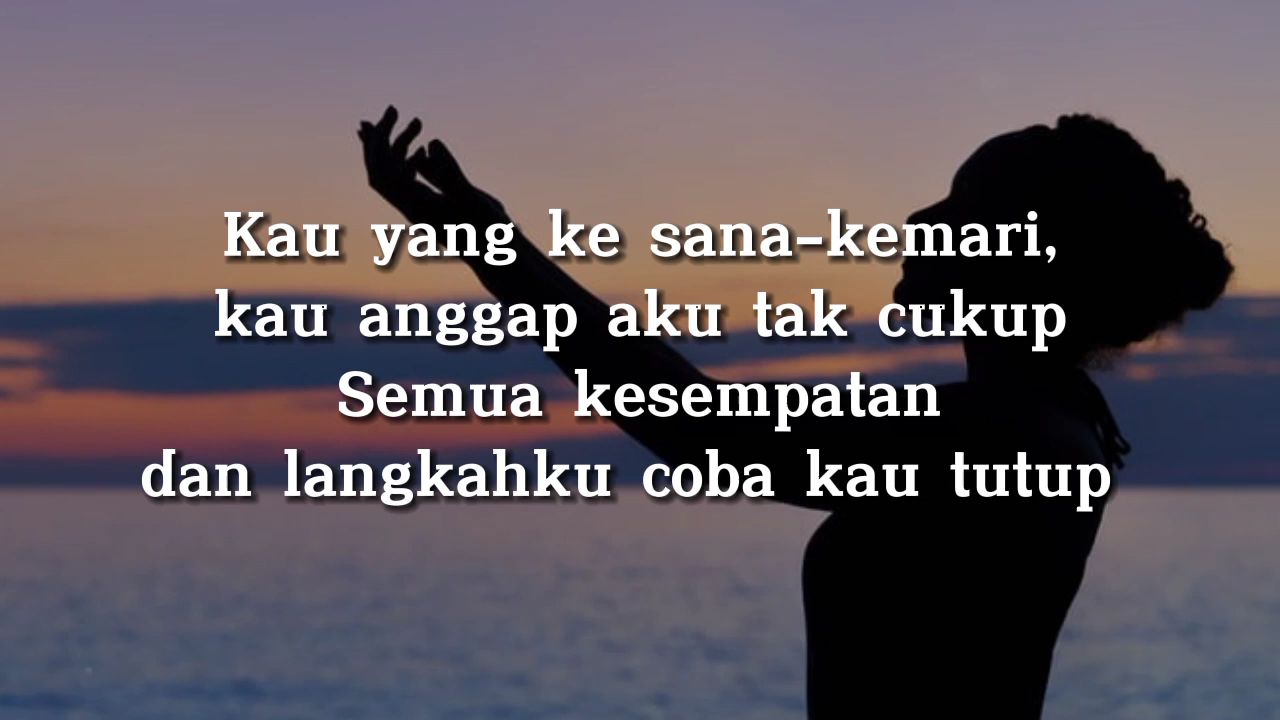 Kau yang ke sana-kemari,
kau anggap aku tak cukup
Semua kesempatan
dan langkahku coba kau tutup